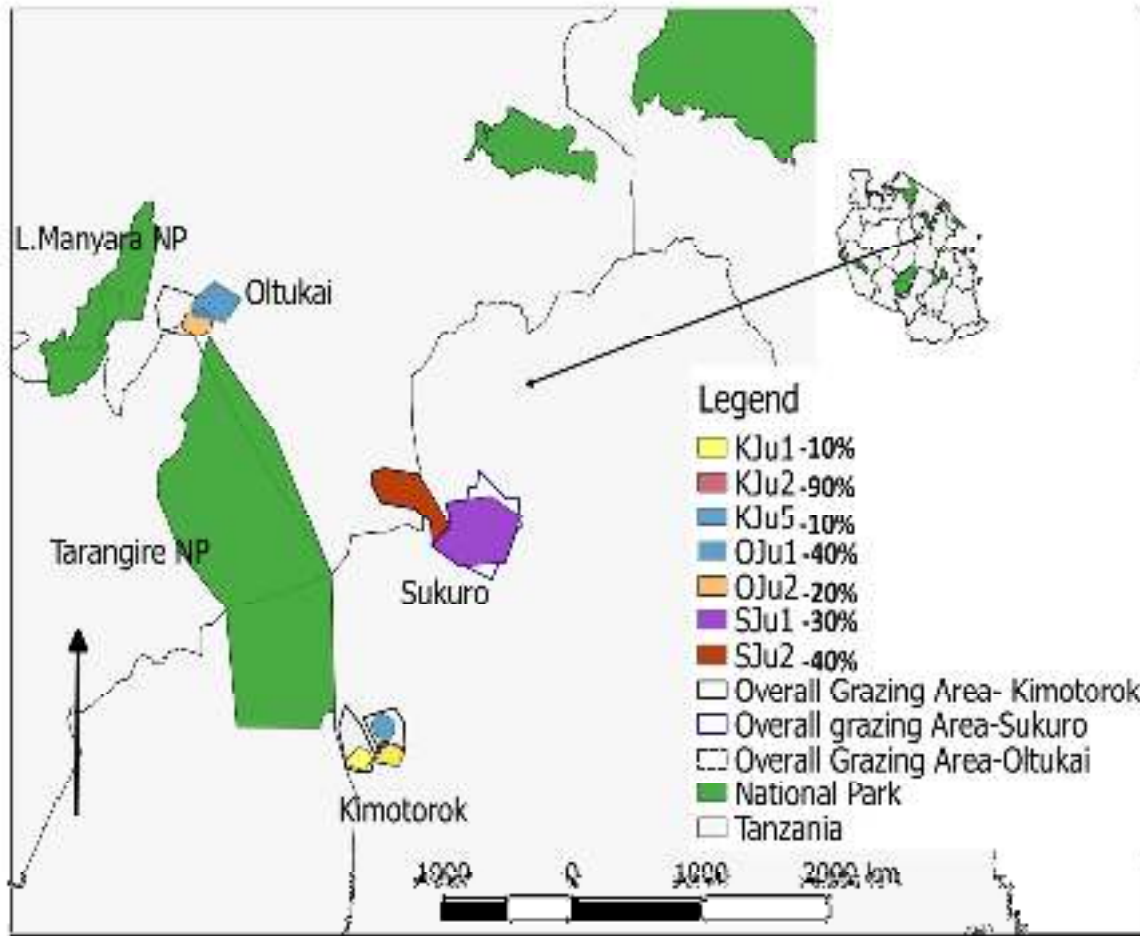 L.Manyara NP
Oltukai
Tarangire NP
Sukuro
Kimotorok
Legend
KJu1 -10%
KJu2 -90%
KJu5 -10%
OJu1 -40%
OJu2 -20%
SJu1 -30%
SJu2 -40%
Overall Grazing Area- Kimotorok
Overall grazing Area-Sukuro
Overall Grazing Area-Oltukai
National Park
Tanzania
1000 0 1000 2000 km